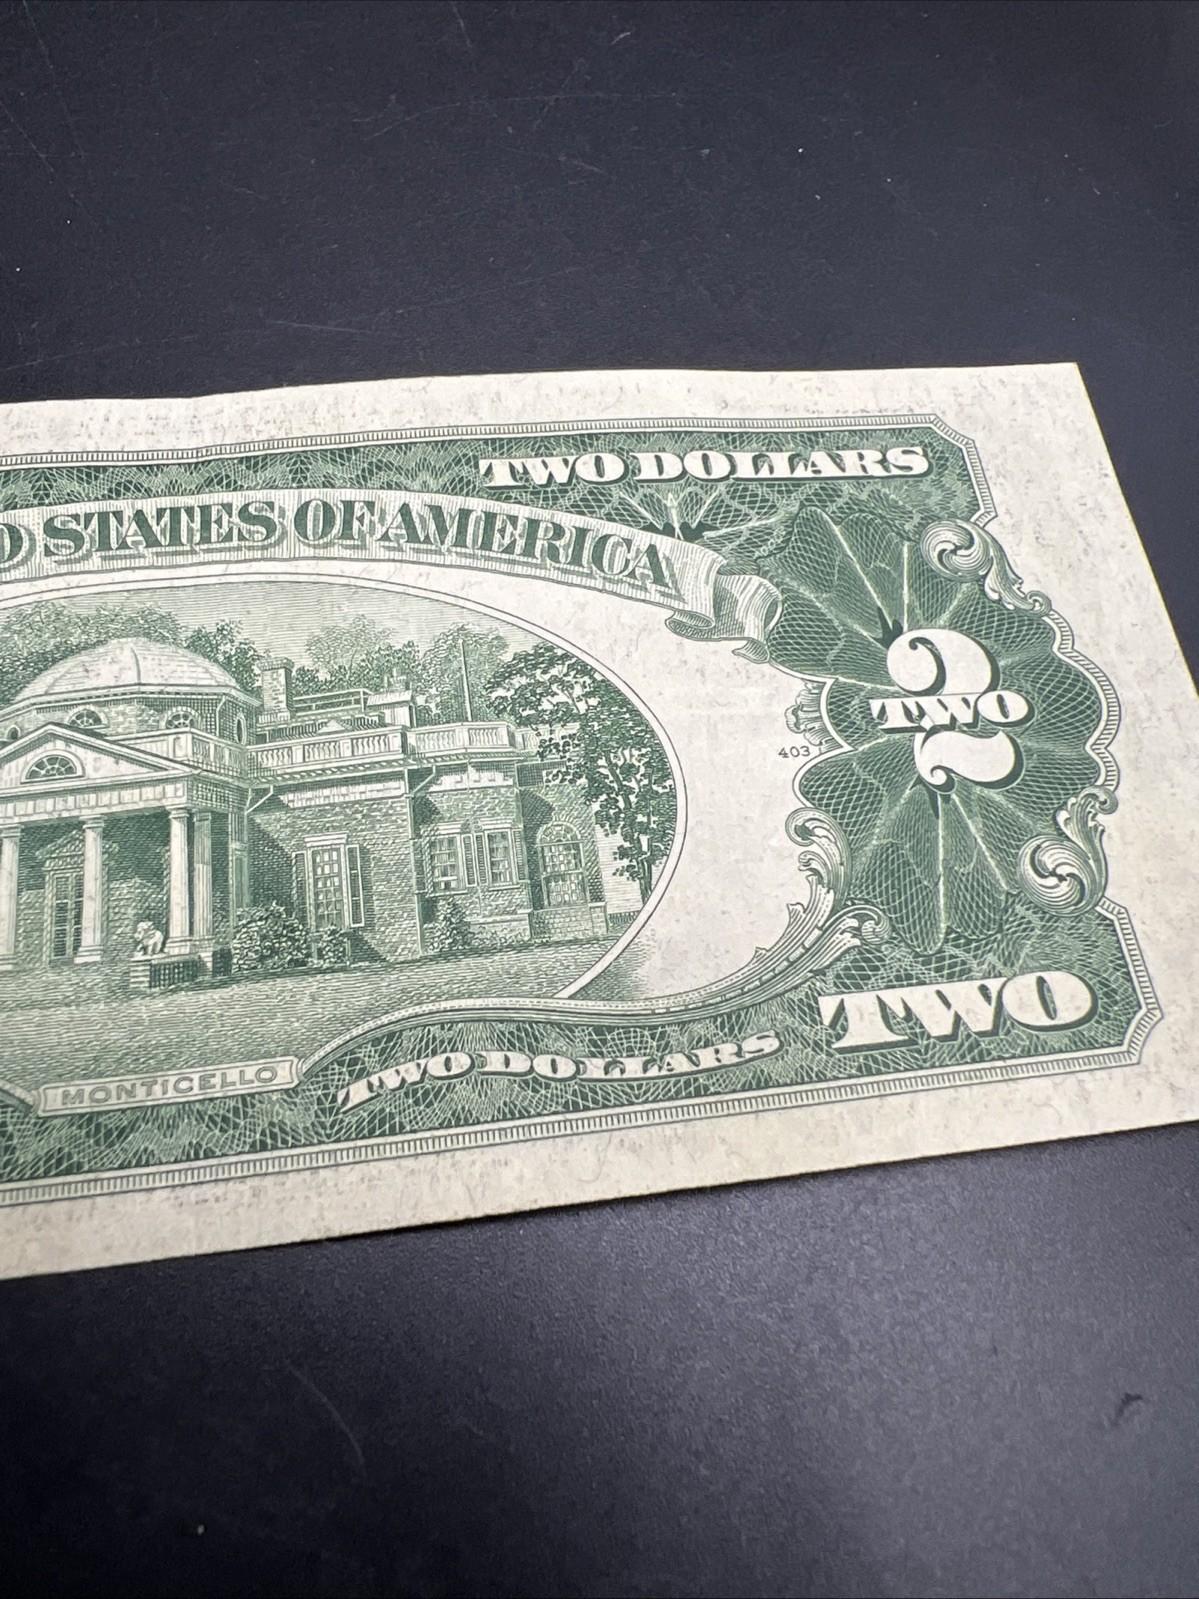 TWO DOLLARS
D STATES OF AMERICA
2
TWO
403
TWO
MONTICELLO
TWO DOLLARS